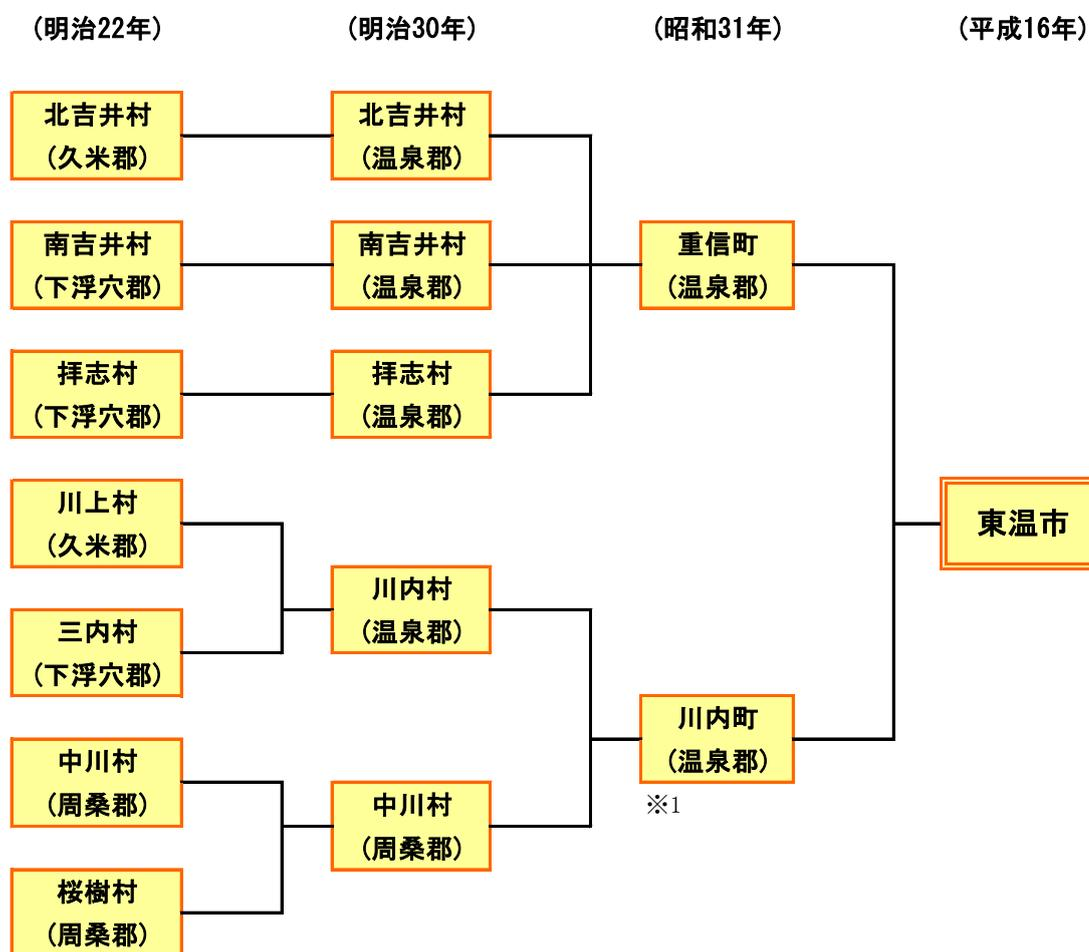 (明治22年)
(明治30年)
(昭和31年)
(平成16年)
北吉井村
(久米郡)
北吉井村
(温泉郡)
南吉井村
(下浮穴郡)
南吉井村
(温泉郡)
重信町
(温泉郡)
拝志村
(下浮穴郡)
拝志村
(温泉郡)
川上村
(久米郡)
東温市
川内村
(温泉郡)
三内村
(下浮穴郡)
川内町
(温泉郡)
※1
中川村
(周桑郡)
中川村
(周桑郡)
桜樹村
(周桑郡)